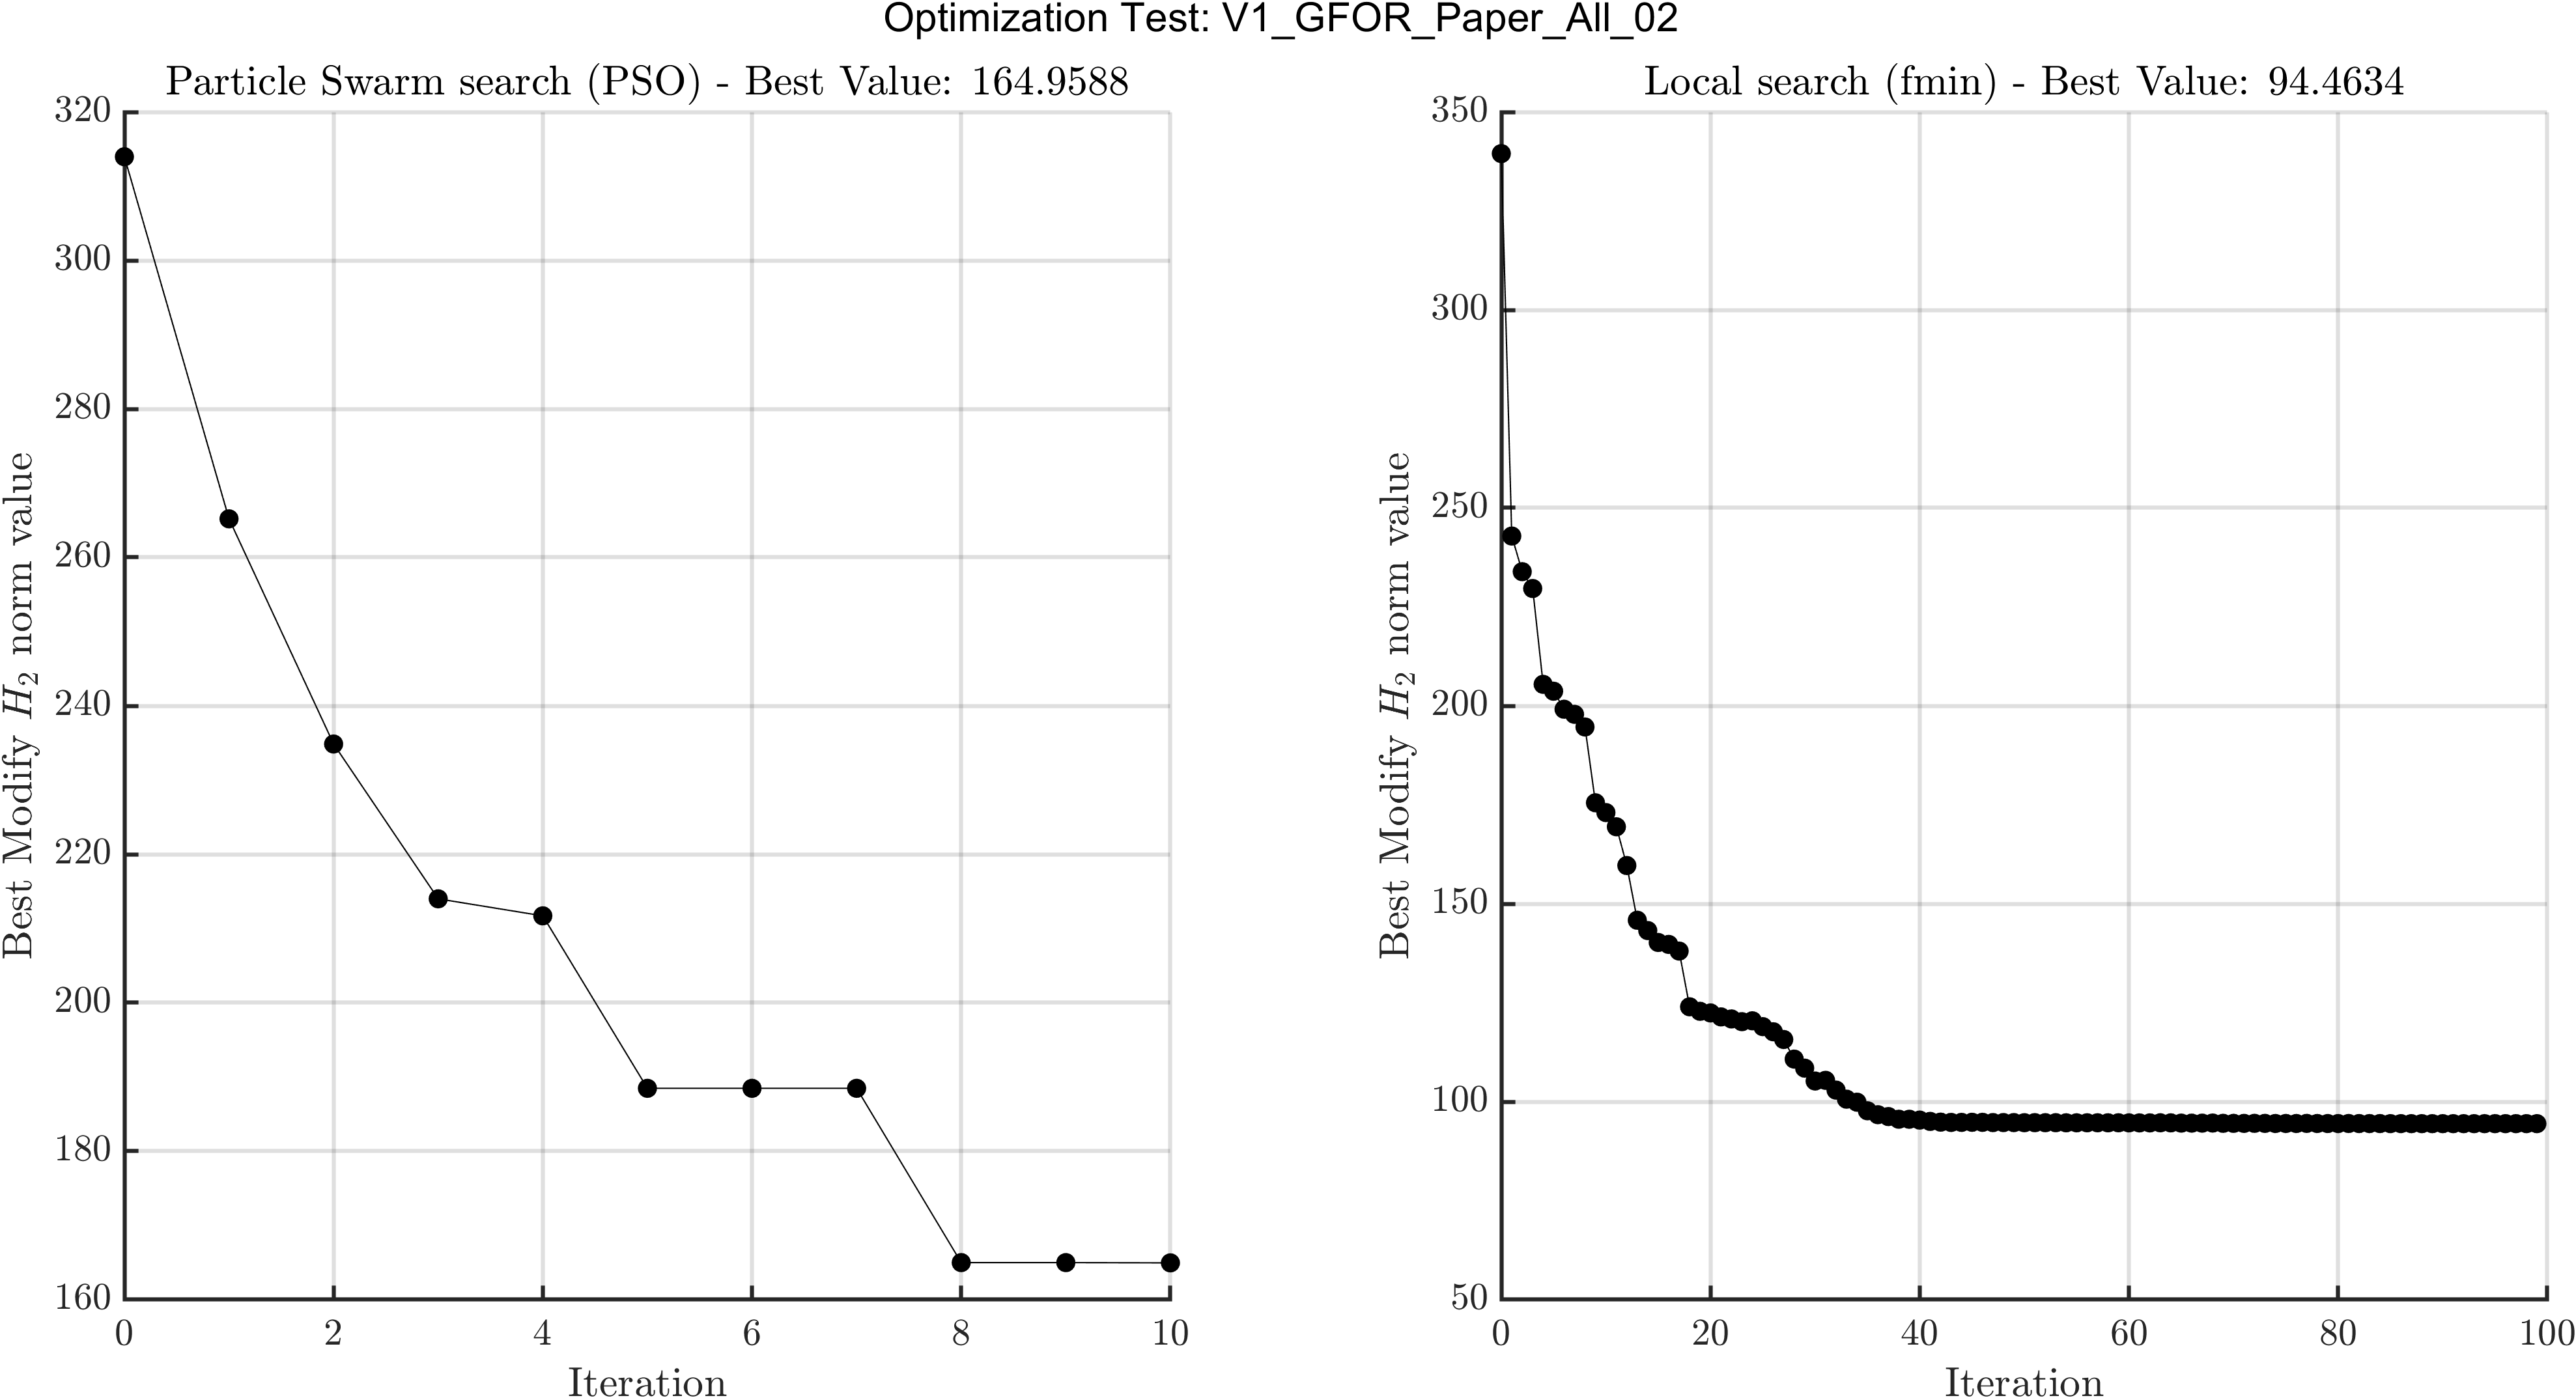 Optimization Test: V1_GFOR_Paper_All_02
Particle Swarm search (PSO) - Best Value: 164.9588
320
300
280
260
240
220
200
180
160
0 2 4 6 8 10
Iteration
Best Modify H₂ norm value
Local search (fmin) - Best Value: 94.4634
350
300
250
200
150
100
50
0 20 40 60 80 100
Iteration
Best Modify H₂ norm value